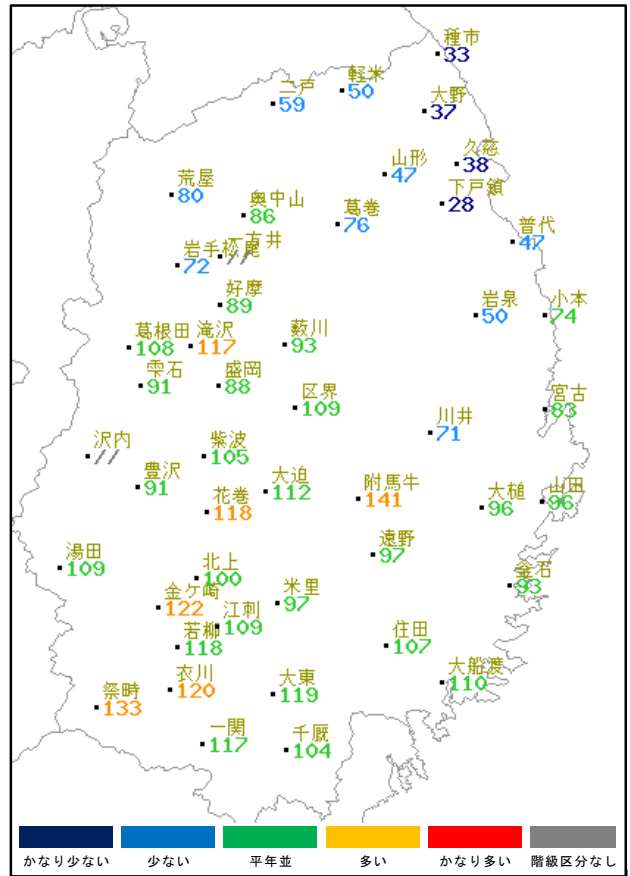 種市
33
軽米
50
二戸
59
大野
37
久慈
38
山形
47
荒屋
80
下戸鎖
28
奥中山
86
葛巻
76
普代
47
岩手松尾
72
一方井
//
好摩
89
岩泉
50
小本
74
葛根田
108
滝沢
117
薮川
93
雫石
91
盛岡
88
区界
109
宮古
83
川井
71
沢内
//
紫波
105
豊沢
91
大迫
112
花巻
118
附馬牛
141
大槌
96
山田
96
湯田
109
遠野
97
北上
100
釜石
93
金ケ崎
122
米里
97
江刺
109
若柳
118
住田
107
衣川
120
大東
119
大船渡
110
祭畤
133
一関
117
千厩
104
かなり少ない 少ない 平年並 多い かなり多い 階級区分なし